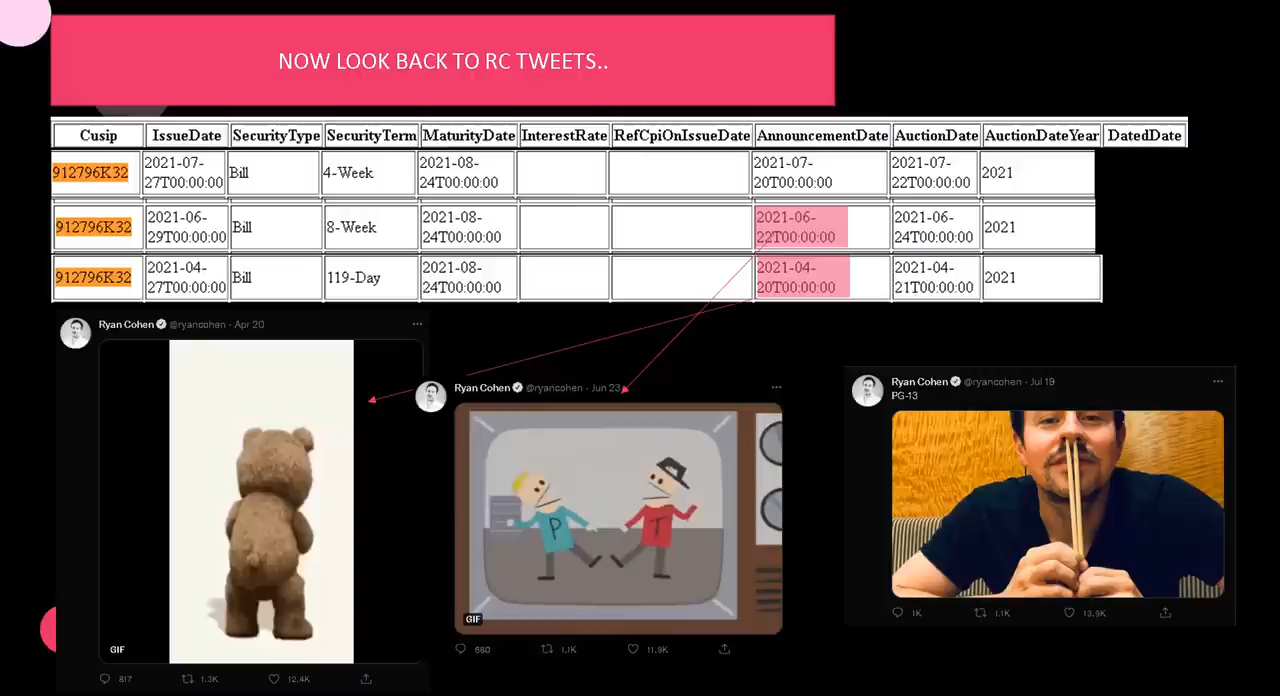 NOW LOOK BACK TO RC TWEETS..
Cusip IssueDate SecurityType SecurityTerm MaturityDate InterestRate RefCpiOnIssueDate AnnouncementDate AuctionDate AuctionDateYear DatedDate
912796K32 2021-07-27T00:00:00 Bill 4-Week 2021-08-24T00:00:00 2021-07-20T00:00:00 2021-07-22T00:00:00 2021
912796K32 2021-06-29T00:00:00 Bill 8-Week 2021-08-24T00:00:00 2021-06-22T00:00:00 2021-06-24T00:00:00 2021
912796K32 2021-04-27T00:00:00 Bill 119-Day 2021-08-24T00:00:00 2021-04-20T00:00:00 2021-04-21T00:00:00 2021
Ryan Cohen @ryancohen · Apr 20
GIF
817 1.3K 12.4K
Ryan Cohen @ryancohen · Jun 23
P T
GIF
660 1.1K 11.9K
Ryan Cohen @ryancohen · Jul 19
PG-13
1K 1.1K 13.9K